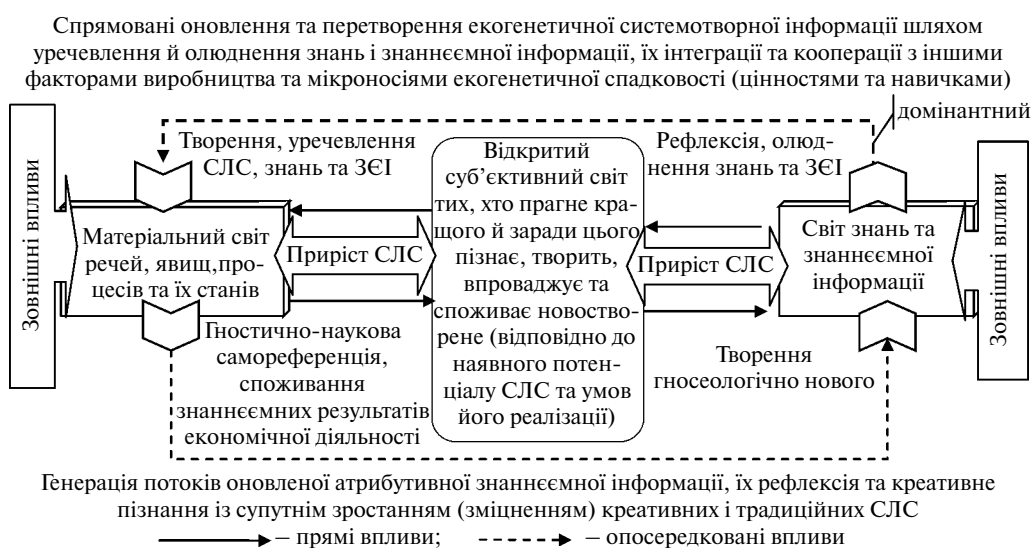 Спрямовані оновлення та перетворення екогенетичної системотворної інформації шляхом
уречевлення й олюднення знань і знаннєємної інформації, їх інтеграції та кооперації з іншими
факторами виробництва та мікроносіями екогенетичної спадковості (цінностями та навичками)
домінантний
Зовнішні впливи
Творення, уречевлення
СЛС, знань та ЗЄІ
Матеріальний світ
речей, явищ,про-
цесів та їх станів
Приріст СЛС
Гностично-наукова
самореференція,
споживання
знаннєємних результатів
економічної діяльності
Відкритий
суб’єктивний світ
тих, хто прагне кра-
щого й заради цього
пізнає, творить,
впроваджує та
споживає новоство-
рене (відповідно до
наявного потен-
ціалу СЛС та умов
його реалізації)
Рефлексія, олюд-
нення знань та ЗЄІ
Приріст СЛС
Світ знань та
знаннєємної
інформації
Творення
гносеологічно нового
Зовнішні впливи
Генерація потоків оновленої атрибутивної знаннєємної інформації, їх рефлексія та креативне
пізнання із супутнім зростанням (зміцненням) креативних і традиційних СЛС
– прямі впливи; – опосередковані впливи